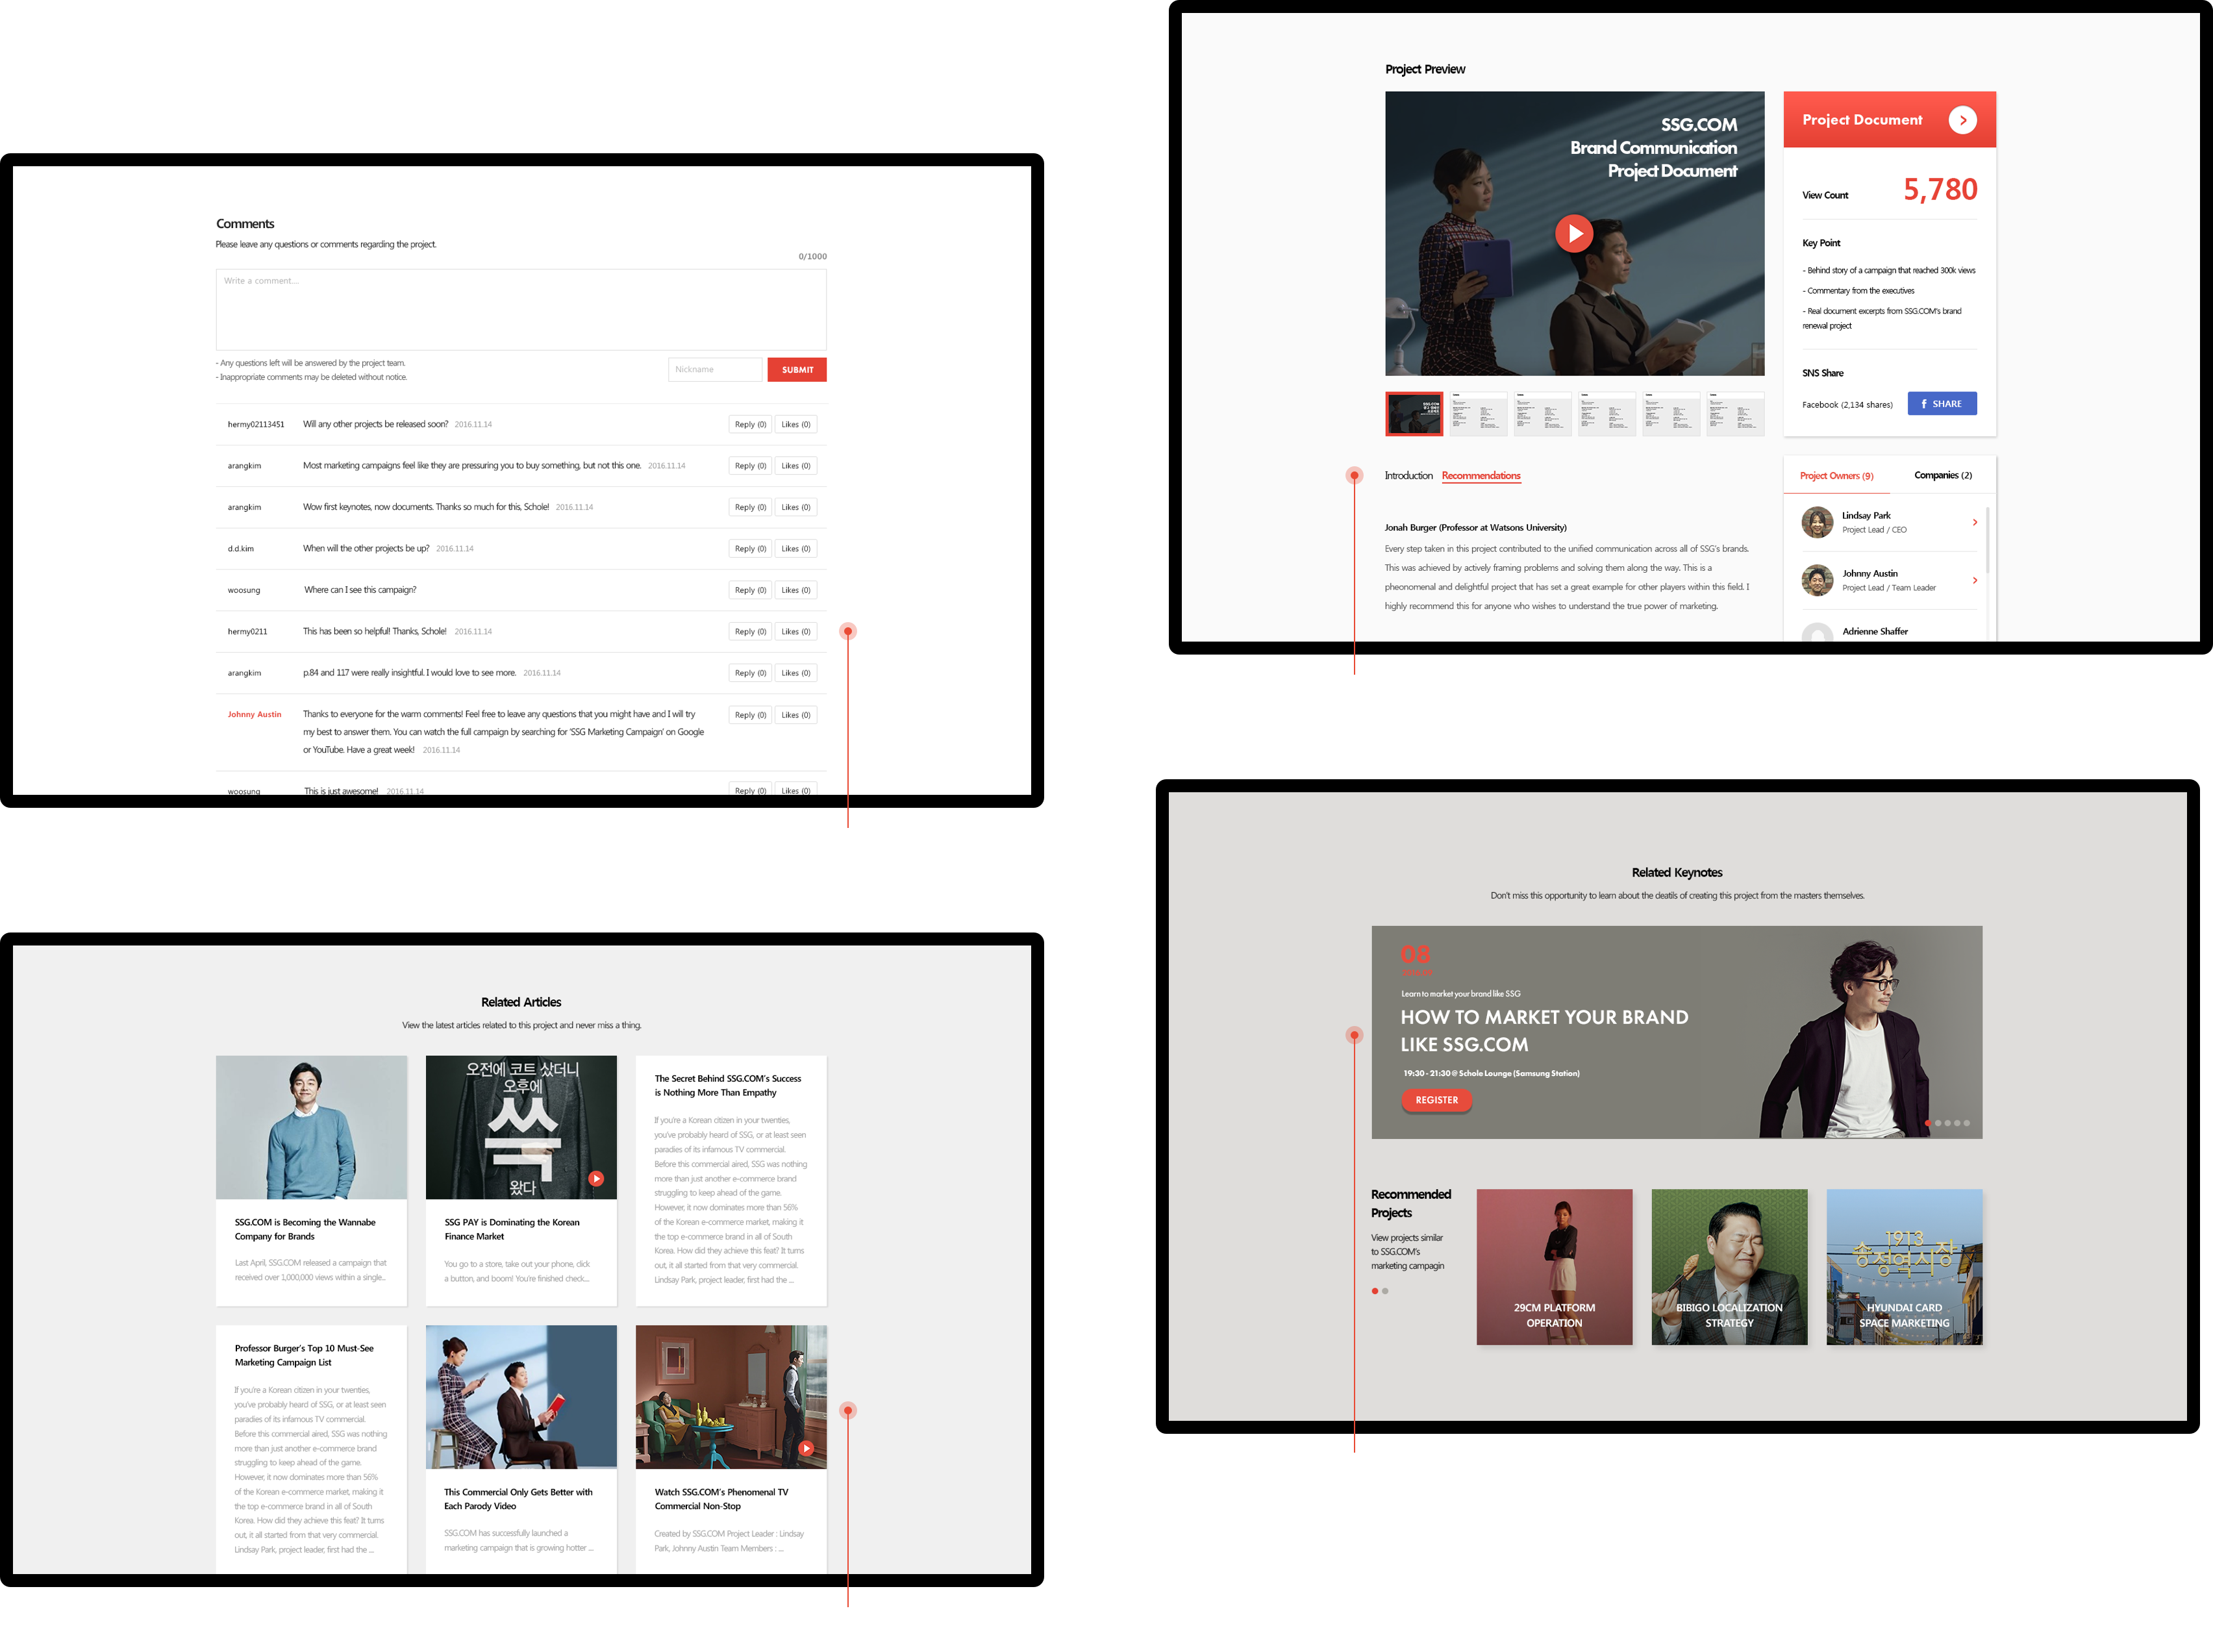 Comments
Please leave any questions or comments regarding the project.
0/1000
Write a comment...
- Any questions left will be answered by the project team.
- Inappropriate comments may be deleted without notice.
Nickname
SUBMIT
hermy02113451 Will any other projects be released soon? 2016.11.14 Reply (0) Likes (0)
arangkim Most marketing campaigns feel like they are pressuring you to buy something, but not this one. 2016.11.14 Reply (0) Likes (0)
arangkim Wow first keynotes, now documents. Thanks so much for this, Schole! 2016.11.14 Reply (0) Likes (0)
d.d.kim When will the other projects be up? 2016.11.14 Reply (0) Likes (0)
woosung Where can I see this campaign? Reply (0) Likes (0)
hermy0211 This has been so helpful! Thanks, Schole! 2016.11.14 Reply (0) Likes (0)
arangkim p.84 and 117 were really insightful. I would love to see more. 2016.11.14 Reply (0) Likes (0)
Johnny Austin Thanks to everyone for the warm comments! Feel free to leave any questions that you might have and I will try Reply (0) Likes (0)
my best to answer them. You can watch the full campaign by searching for 'SSG Marketing Campaign' on Google
or YouTube. Have a great week! 2016.11.14
woosung This is just awesome! 2016.11.14 Reply (0) Likes (0)
Project Preview
SSG.COM
Brand Communication
Project Document
Project Document
View Count 5,780
Key Point
- Behind story of a campaign that reached 300k views
- Commentary from the executives
- Real document excerpts from SSG.COM's brand
renewal project
SNS Share
Facebook (2,134 shares) f SHARE
Introduction Recommendations
Jonah Burger (Professor at Watsons University)
Every step taken in this project contributed to the unified communication across all of SSG's brands.
This was achieved by actively framing problems and solving them along the way. This is a
pheonomenal and delightful project that has set a great example for other players within this field. I
highly recommend this for anyone who wishes to understand the true power of marketing.
Project Owners (9) Companies (2)
Lindsay Park
Project Lead / CEO
Johnny Austin
Project Lead / Team Leader
Adrienne Shaffer
Related Articles
View the latest articles related to this project and never miss a thing.
SSG.COM is Becoming the Wannabe
Company for Brands
Last April, SSG.COM released a campaign that
received over 1,000,000 views within a single...
오전에 코트 샀더니
오후에
쓱
왔다
SSG PAY is Dominating the Korean
Finance Market
You go to a store, take out your phone, click
a button, and boom! You're finished check....
The Secret Behind SSG.COM's Success
is Nothing More Than Empathy
If you're a Korean citizen in your twenties,
you've probably heard of SSG, or at least seen
paradies of its infamous TV commercial.
Before this commercial aired, SSG was nothing
more than just another e-commerce brand
struggling to keep ahead of the game.
However, it now dominates more than 56%
of the Korean e-commerce market, making it
the top e-commerce brand in all of South
Korea. How did they achieve this feat? It turns
out, it all started from that very commercial.
Lindsay Park, project leader, first had the ...
Professor Burger's Top 10 Must-See
Marketing Campaign List
If you're a Korean citizen in your twenties,
you've probably heard of SSG, or at least seen
paradies of its infamous TV commercial.
Before this commercial aired, SSG was nothing
more than just another e-commerce brand
struggling to keep ahead of the game.
However, it now dominates more than 56%
of the Korean e-commerce market, making it
the top e-commerce brand in all of South
Korea. How did they achieve this feat? It turns
out, it all started from that very commercial.
Lindsay Park, project leader, first had the ...
This Commercial Only Gets Better with
Each Parody Video
SSG.COM has successfully launched a
marketing campaign that is growing hotter ...
Watch SSG.COM's Phenomenal TV
Commercial Non-Stop
Created by SSG.COM Project Leader : Lindsay
Park, Johnny Austin Team Members : ...
Related Keynotes
Don't miss this opportunity to learn about the deatils of creating this project from the masters themselves.
08
Learn to market your brand like SSG
HOW TO MARKET YOUR BRAND
LIKE SSG.COM
19:30 - 21:30 @ Schole Lounge (Samsung Station)
REGISTER
Recommended
Projects
View projects similar
to SSG.COM's
marketing campagin
29CM PLATFORM
OPERATION
BIBIGO LOCALIZATION
STRATEGY
1913
송정역시장
HYUNDAI CARD
SPACE MARKETING